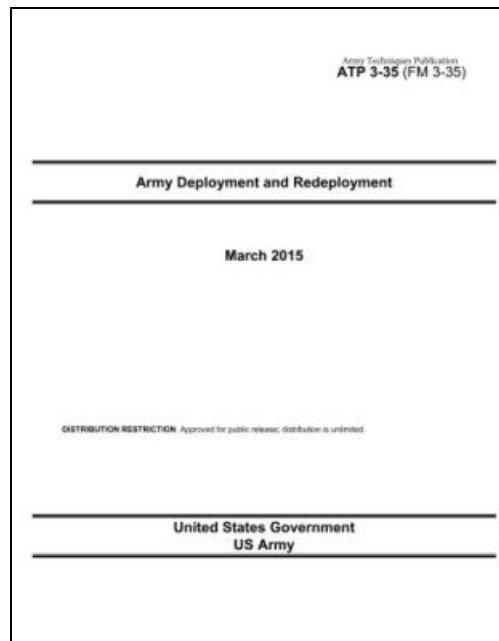 Army Techniques Publication
ATP 3-35 (FM 3-35)
Army Deployment and Redeployment
March 2015
DISTRIBUTION RESTRICTION. Approved for public release; distribution is unlimited.
United States Government
US Army